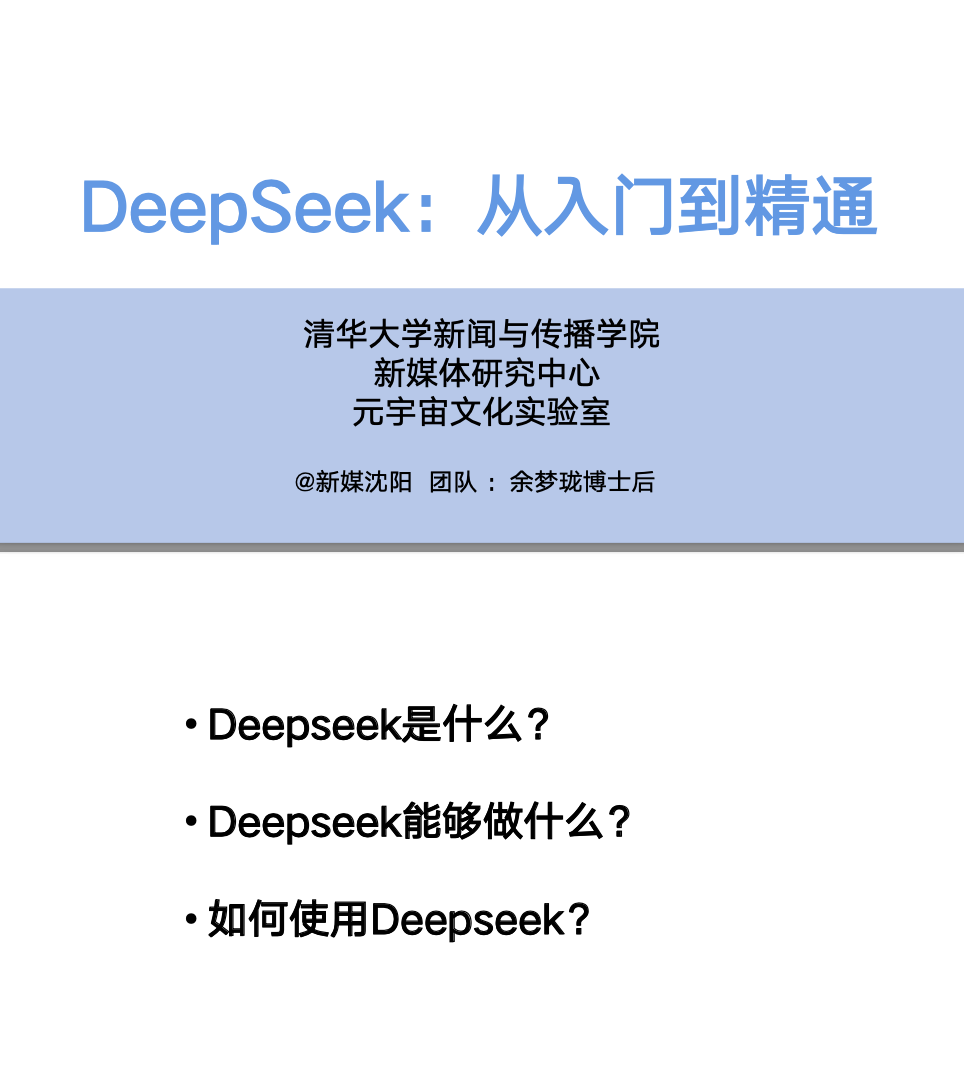 DeepSeek：从入门到精通
清华大学新闻与传播学院
新媒体研究中心
元宇宙文化实验室
@新媒沈阳 团队 ：余梦珑博士后
• Deepseek是什么？
• Deepseek能够做什么？
• 如何使用Deepseek？